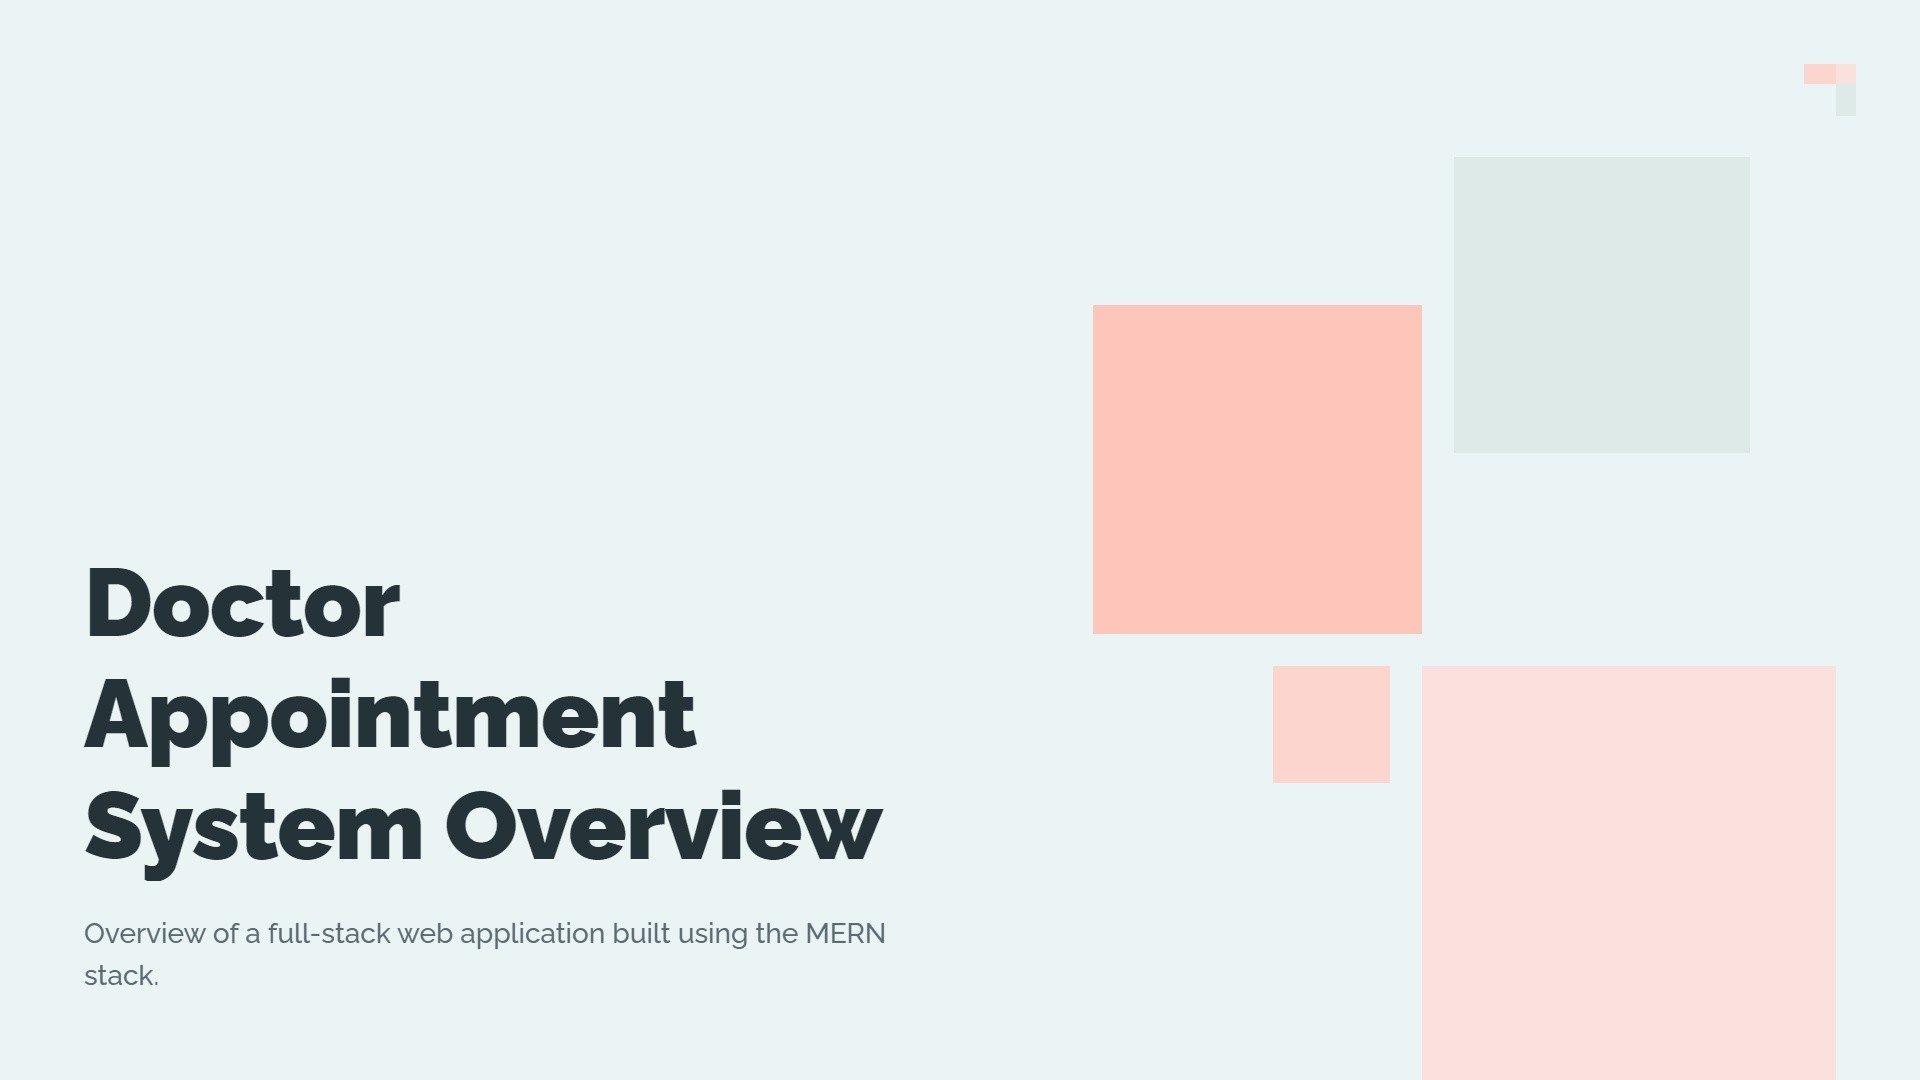 Doctor
Appointment
System Overview
Overview of a full-stack web application built using the MERN
stack.